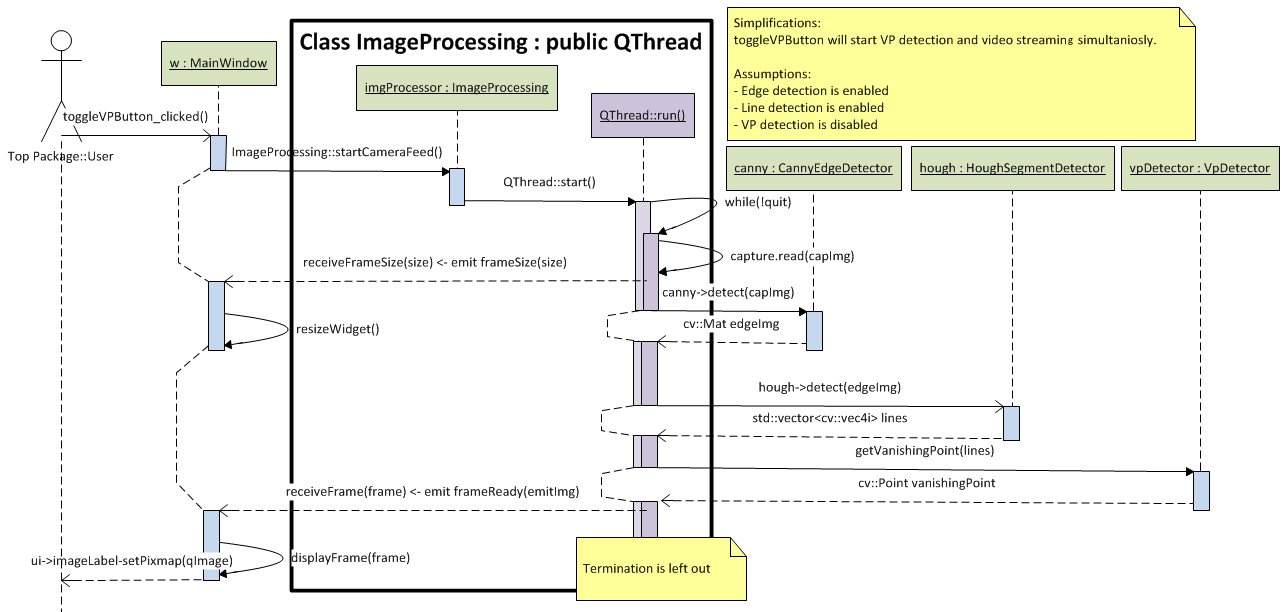 Class ImageProcessing : public QThread
Simplifications:
toggleVPButton will start VP detection and video streaming simultaniosly.
Assumptions:
- Edge detection is enabled
- Line detection is enabled
- VP detection is disabled
w : MainWindow
imgProcessor : ImageProcessing
QThread::run()
toggleVPButton_clicked()
Top Package::User
ImageProcessing::startCameraFeed()
canny : CannyEdgeDetector
hough : HoughSegmentDetector
vpDetector : VpDetector
QThread::start()
while(!quit)
capture.read(capImg)
receiveFrameSize(size) <- emit frameSize(size)
canny->detect(capImg)
cv::Mat edgeImg
resizeWidget()
hough->detect(edgeImg)
std::vector<cv::vec4i> lines
getVanishingPoint(lines)
cv::Point vanishingPoint
receiveFrame(frame) <- emit frameReady(emitImg)
ui->imageLabel-setPixmap(qImage)
displayFrame(frame)
Termination is left out